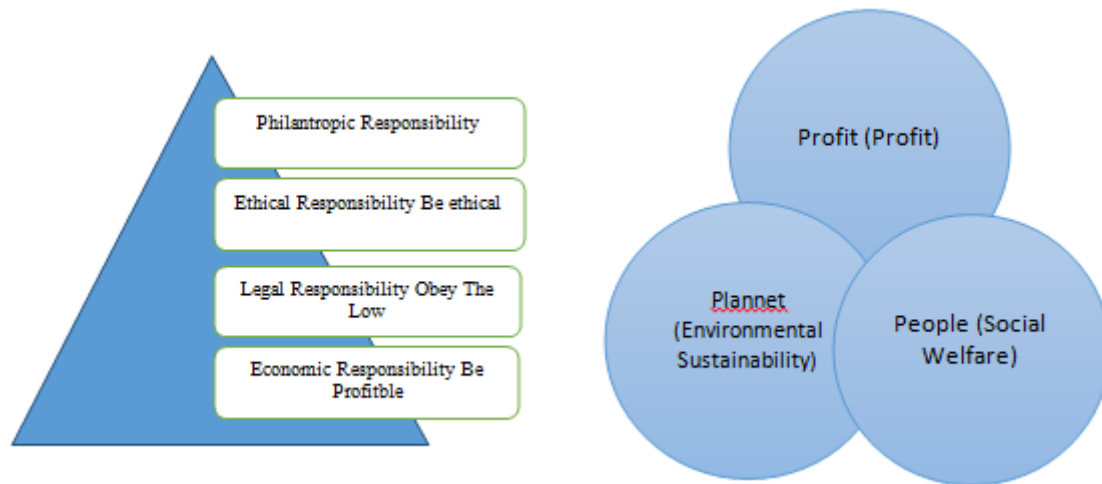 Philantropic Responsibility
Ethical Responsibility Be ethical
Legal Responsibility Obey The
Low
Economic Responsibility Be
Profitble
Profit (Profit)
Plannet
(Environmental
Sustainability)
People (Social
Welfare)